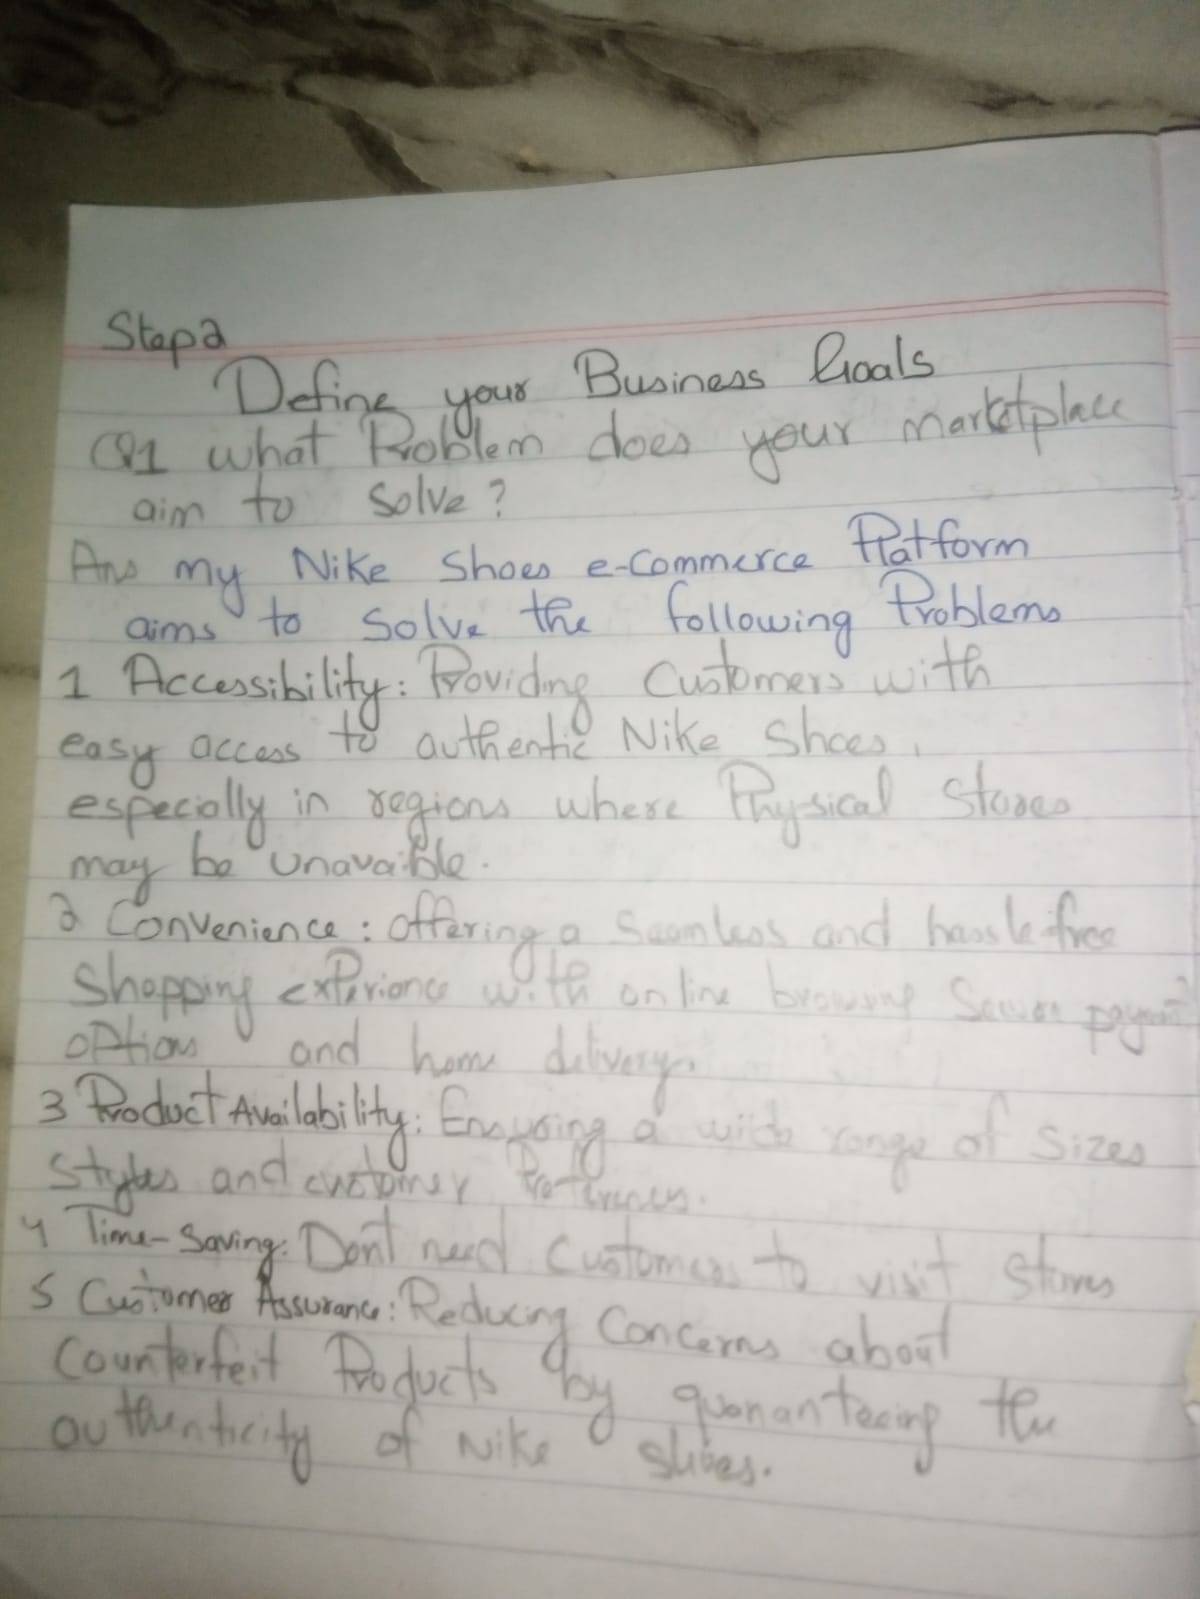 Step2
Define your Business Goals
Q1 what Problem does your marketplace
aim to solve?
Ans my Nike Shoes e-Commerce Platform
aims to solve the following Problems
1 Accessibility: Providing Customers with
easy access to authentic Nike Shoes,
especially in regions where Physical Stores
may be unavaible.
2 Convenience: offering a Seamless and hassle-free
Shopping experience with online browsing Secure payment
options and home delivery.
3 Product Availability: Ensuring a wide range of Sizes
Styles and customer Preferences.
4 Time-Saving: Don't need Customers to visit Stores
5 Customer Assurance: Reducing Concerns about
Counterfeit Products by guaranteeing the
authenticity of Nike shoes.